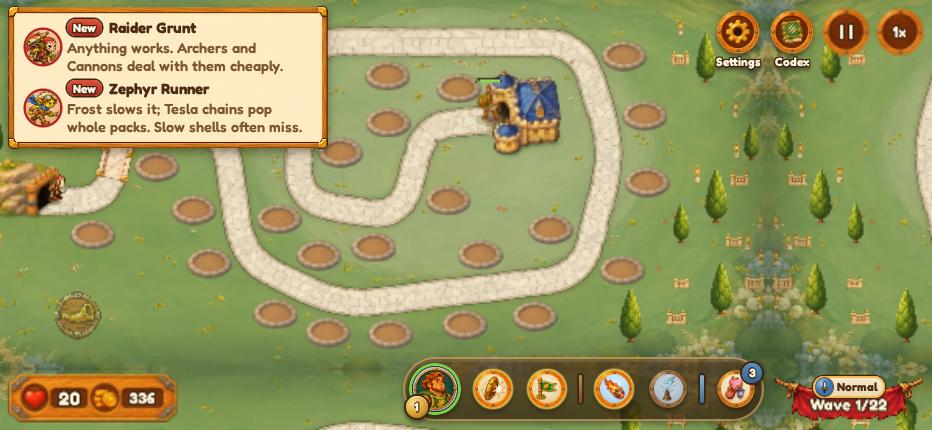 New Raider Grunt
Anything works. Archers and
Cannons deal with them cheaply.
New Zephyr Runner
Frost slows it; Tesla chains pop
whole packs. Slow shells often miss.
Settings
Codex
1x
20
336
1
3
Normal
Wave 1/22